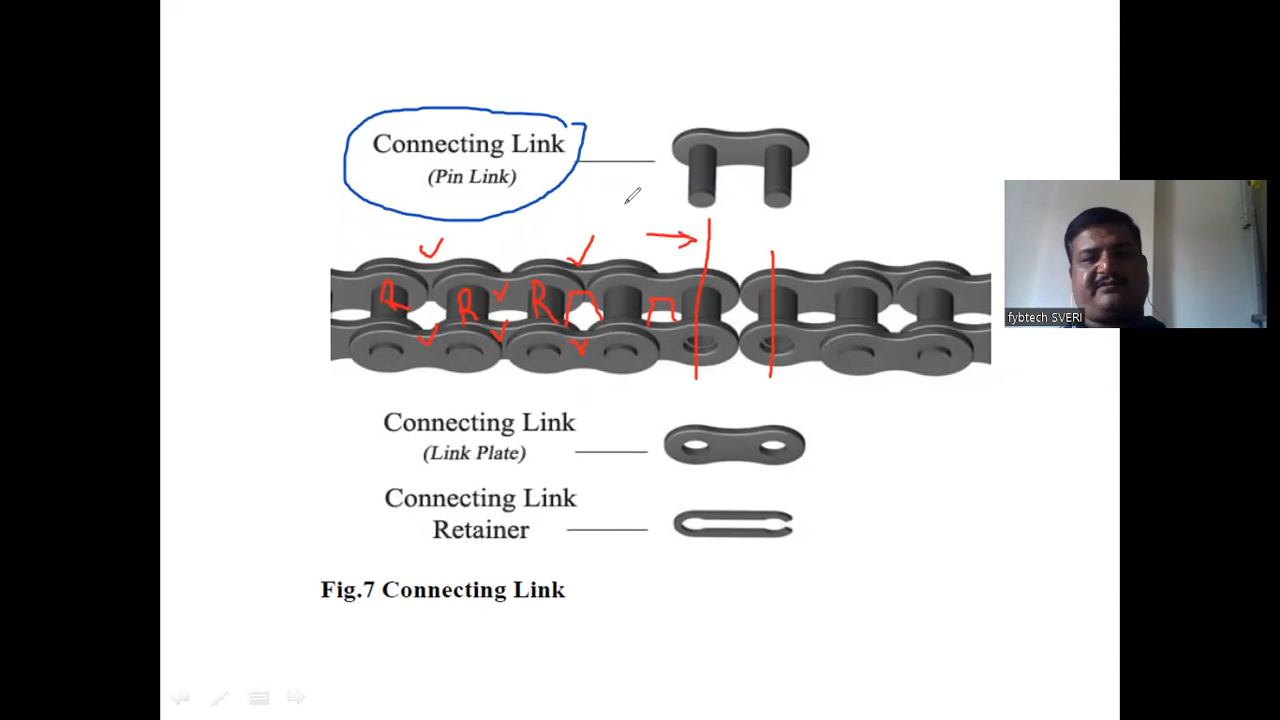 Connecting Link
(Pin Link)
R R R
fybtech SVERI
Connecting Link
(Link Plate)
Connecting Link
Retainer
Fig.7 Connecting Link